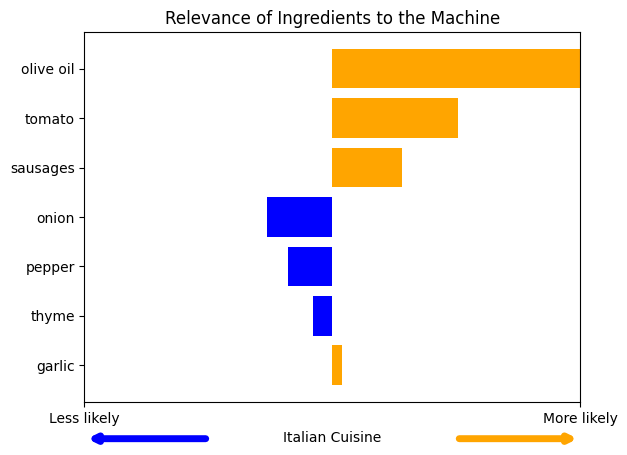 Relevance of Ingredients to the Machine
olive oil
tomato
sausages
onion
pepper
thyme
garlic
Less likely
More likely
Italian Cuisine